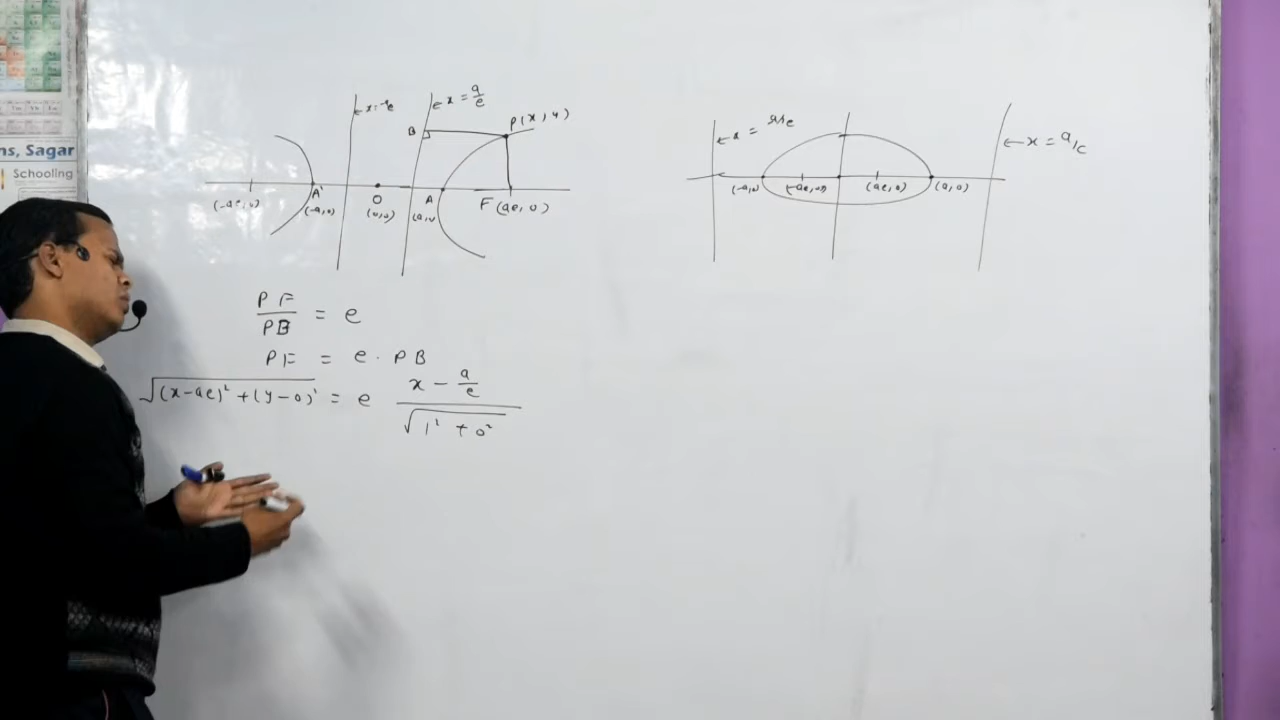 ns, Sagar
Schooling
x = a/e
B
P(x, y)
(-ae, 0)
A'
(-a, 0)
O
(0,0)
A
(a, 0
F (ae, 0)
PF/PB = e
PF = e · PB
√(x-ae)² + (y-0)² = e (x - a/e)/√(1² + 0²)
x =
x = a/e
(-a, 0)
(-ae, 0)
(ae, 0)
(a, 0)